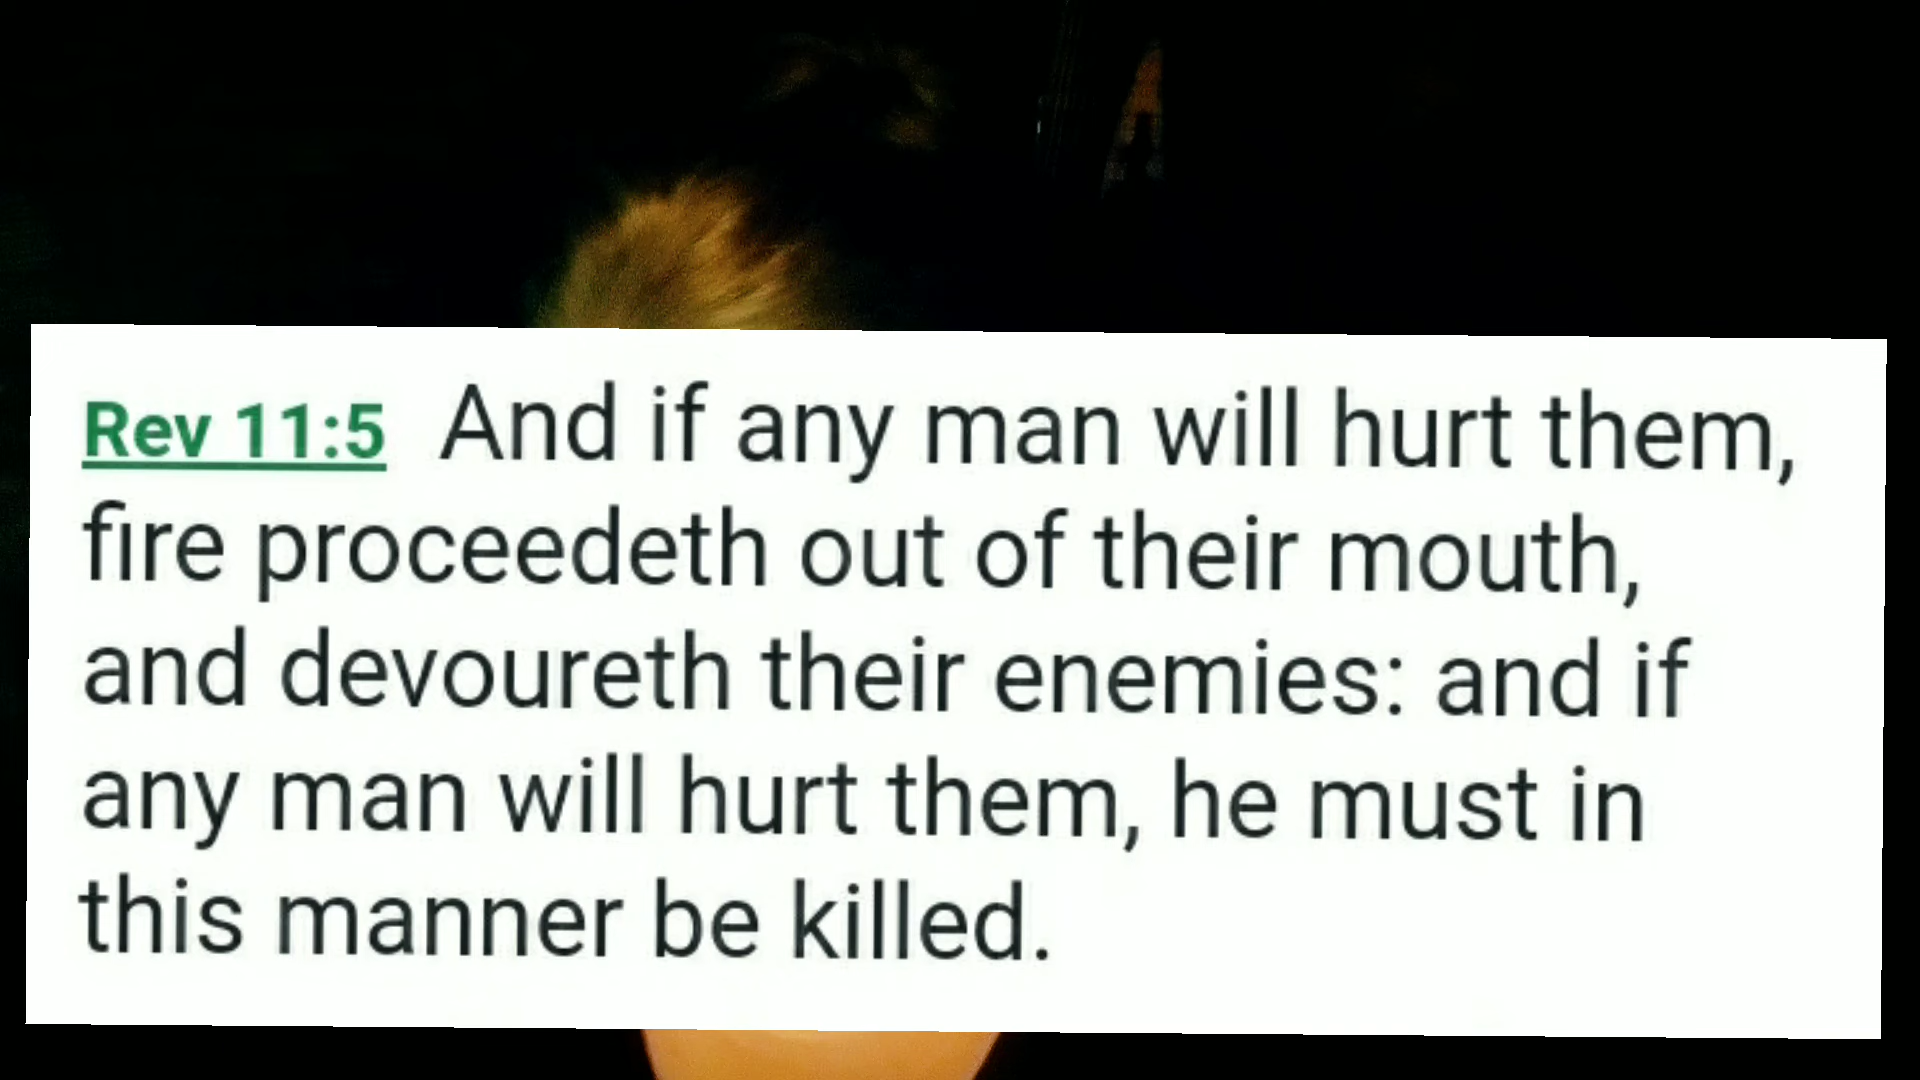 Rev 11:5 And if any man will hurt them,
fire proceedeth out of their mouth,
and devoureth their enemies: and if
any man will hurt them, he must in
this manner be killed.